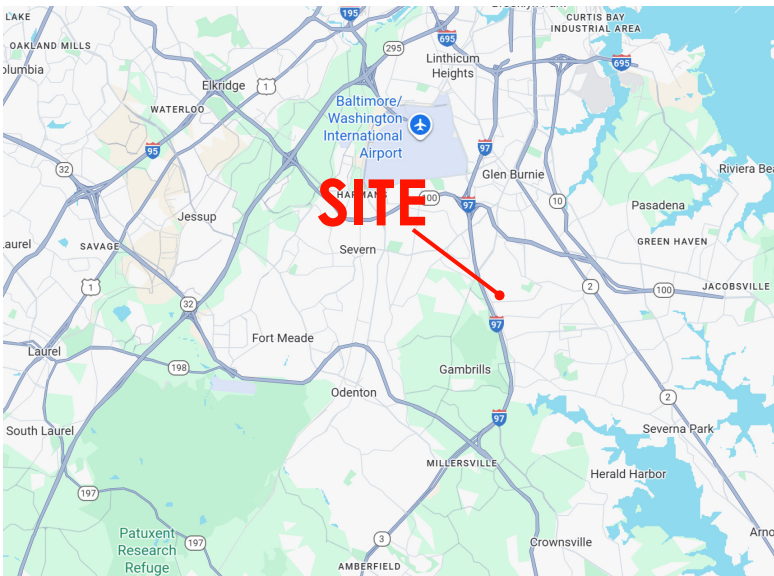 195
CURTIS BAY
INDUSTRIAL AREA
LAKE
OAKLAND MILLS
295
695
Linthicum
Heights
695
olumbia
Elkridge
1
WATERLOO
Baltimore/
Washington
International
Airport
95
97
32
Glen Burnie
Riviera Bea
SITE
HARMANS
100
97
10
Pasadena
Jessup
aurel
SAVAGE
Severn
GREEN HAVEN
1
2
100
JACOBSVILLE
32
97
Fort Meade
Laurel
198
Gambrills
Odenton
2
97
South Laurel
Severna Park
MILLERSVILLE
Herald Harbor
197
Patuxent
Research
Refuge
197
3
Crownsville
Arno
AMBERFIELD